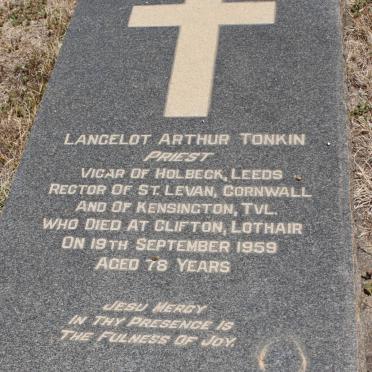 LANCELOT ARTHUR TONKIN
PRIEST
VICAR OF HOLBECK, LEEDS
RECTOR OF ST. LEVAN, CORNWALL
AND OF KENSINGTON, TVL.
WHO DIED AT CLIFTON, LOTHAIR
ON 19TH SEPTEMBER 1959
AGED 78 YEARS
JESU MERCY
IN THY PRESENCE IS
THE FULNESS OF JOY.